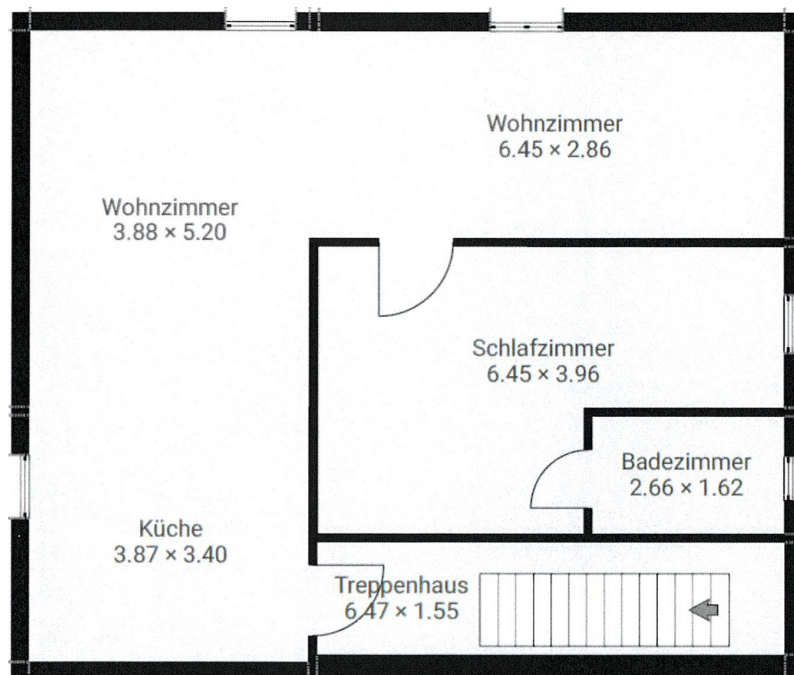 Wohnzimmer
6.45 × 2.86
Wohnzimmer
3.88 × 5.20
Schlafzimmer
6.45 × 3.96
Badezimmer
2.66 × 1.62
Küche
3.87 × 3.40
Treppenhaus
6.47 × 1.55